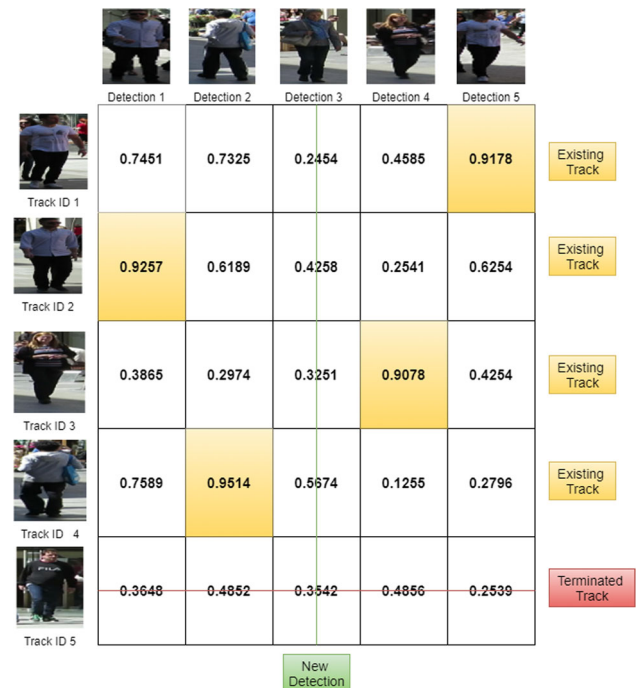 Detection 1 Detection 2 Detection 3 Detection 4 Detection 5
0.7451 0.7325 0.2454 0.4585 0.9178
Existing
Track
Track ID 1
0.9257 0.6189 0.4258 0.2541 0.6254
Existing
Track
Track ID 2
0.3865 0.2974 0.3251 0.9078 0.4254
Existing
Track
Track ID 3
0.7589 0.9514 0.5674 0.1255 0.2796
Existing
Track
Track ID 4
FILA
0.3648 0.4852 0.3542 0.4856 0.2539
Terminated
Track
Track ID 5
New
Detection